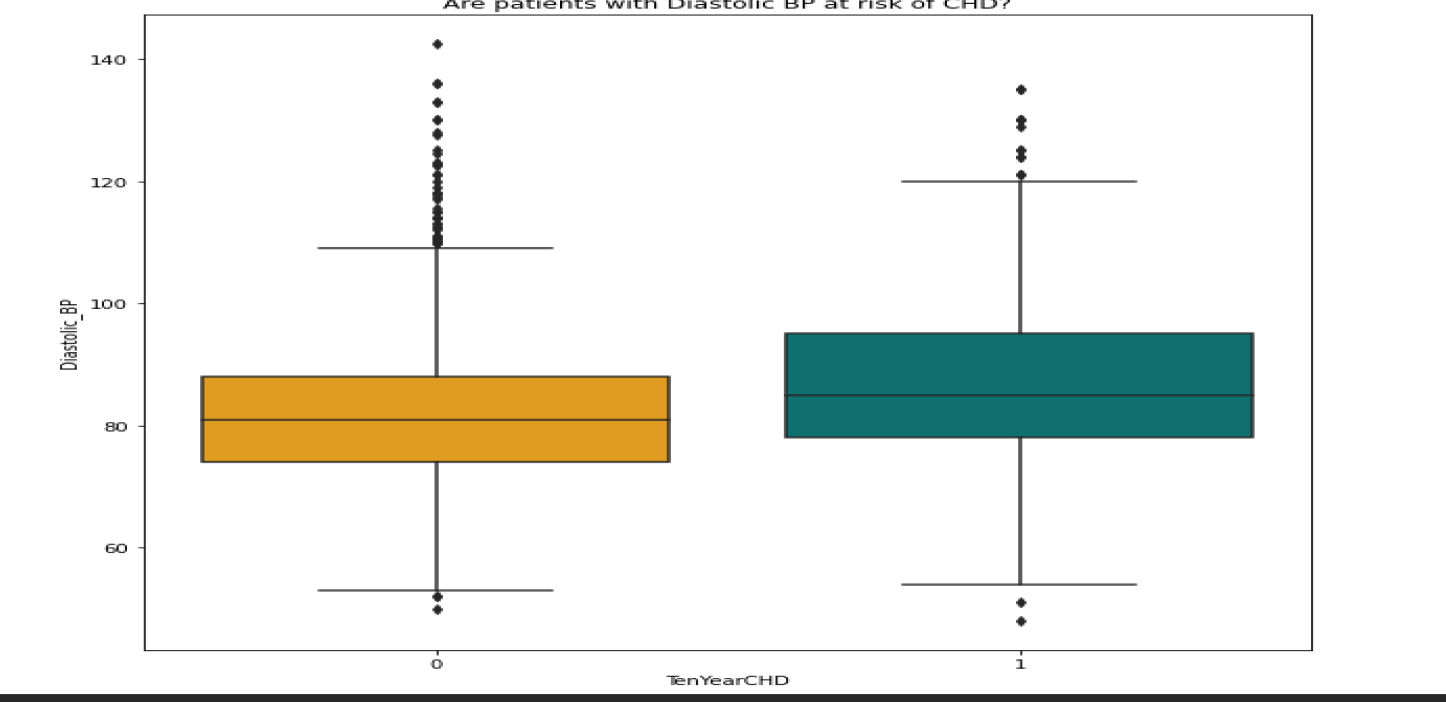 Are patients with Diastolic BP at risk of CHD?
140
120
100
80
60
Diastolic_BP
0 1
TenYearCHD